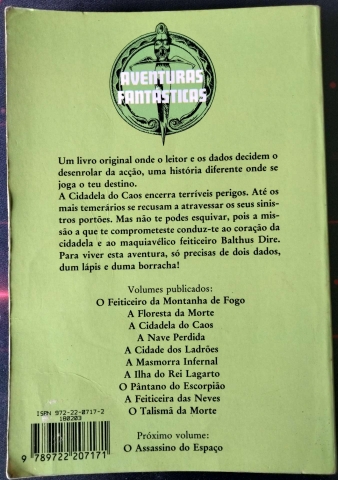 AVENTURAS
FANTÁSTICAS
Um livro original onde o leitor e os dados decidem o
desenrolar da acção, uma história diferente onde se
joga o teu destino.
A Cidadela do Caos encerra terríveis perigos. Até os
mais temerários se recusam a atravessar os seus sinis-
tros portões. Mas não te podes esquivar, pois a mis-
são a que te comprometeste conduz-te ao coração da
cidadela e ao maquiavélico feiticeiro Balthus Dire.
Para viver esta aventura, só precisas de dois dados,
dum lápis e duma borracha!
Volumes publicados:
O Feiticeiro da Montanha de Fogo
A Floresta da Morte
A Cidadela do Caos
A Nave Perdida
A Cidade dos Ladrões
A Masmorra Infernal
A Ilha do Rei Lagarto
O Pântano do Escorpião
A Feiticeira das Neves
O Talismã da Morte
Próximo volume:
O Assassino do Espaço
ISBN 972-22-0717-2
180203
9 789722 207171